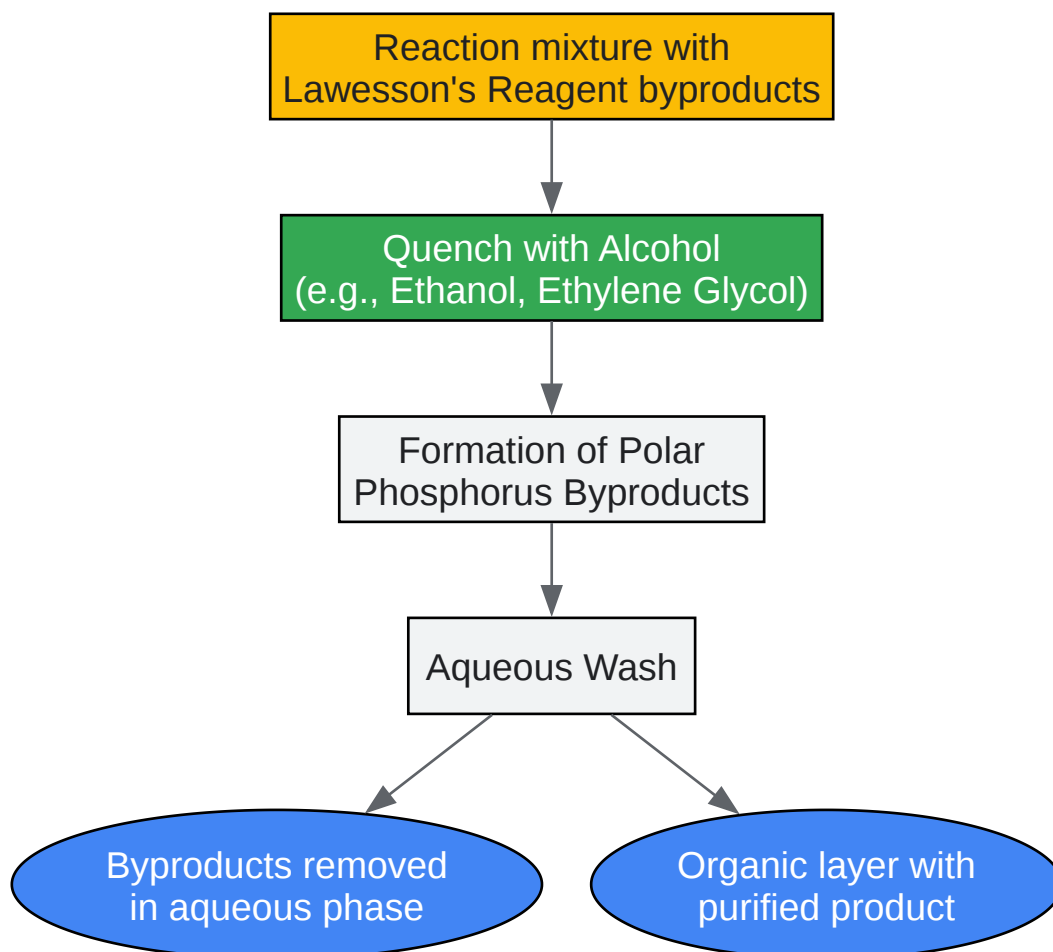 Reaction mixture with
Lawesson's Reagent byproducts
Quench with Alcohol
(e.g., Ethanol, Ethylene Glycol)
Formation of Polar
Phosphorus Byproducts
Aqueous Wash
Byproducts removed
in aqueous phase
Organic layer with
purified product